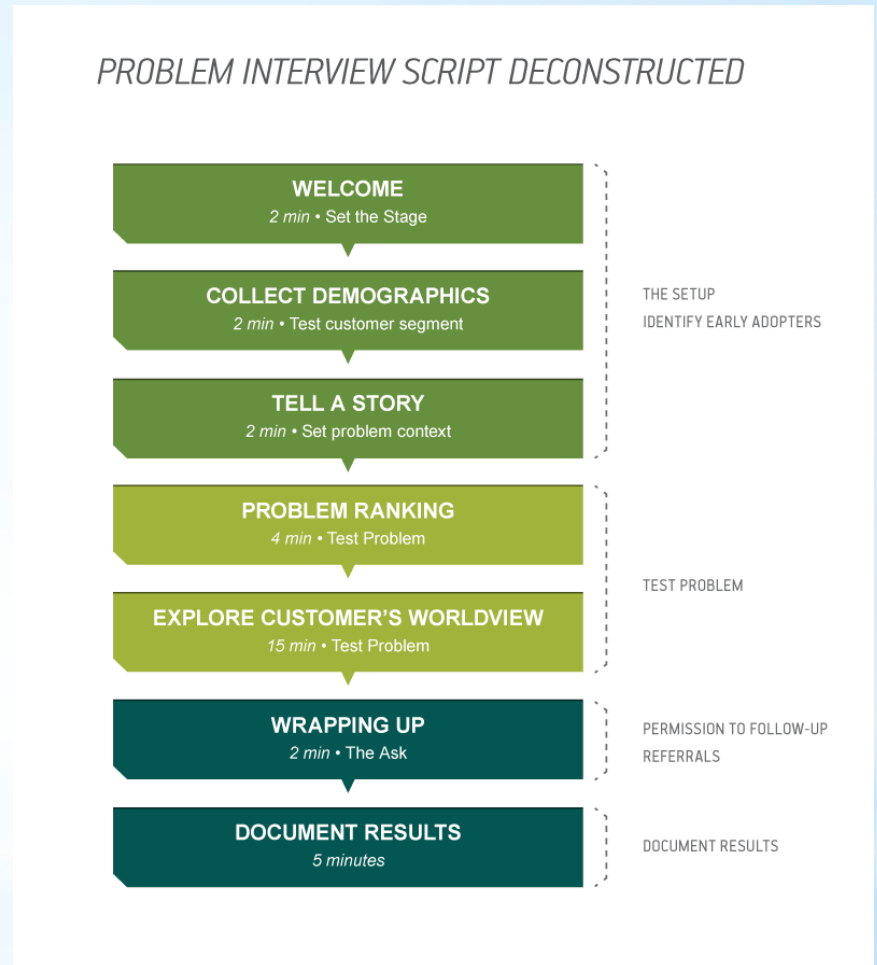 PROBLEM INTERVIEW SCRIPT DECONSTRUCTED
WELCOME
2 min • Set the Stage
COLLECT DEMOGRAPHICS
2 min • Test customer segment
TELL A STORY
2 min • Set problem context
THE SETUP
IDENTIFY EARLY ADOPTERS
PROBLEM RANKING
4 min • Test Problem
EXPLORE CUSTOMER’S WORLDVIEW
15 min • Test Problem
TEST PROBLEM
WRAPPING UP
2 min • The Ask
PERMISSION TO FOLLOW-UP
REFERRALS
DOCUMENT RESULTS
5 minutes
DOCUMENT RESULTS